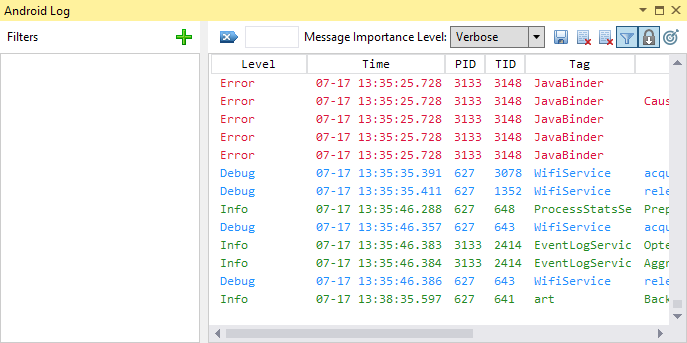 Android Log
Filters
Message Importance Level: Verbose
Level Time PID TID Tag
Error 07-17 13:35:25.728 3133 3148 JavaBinder
Error 07-17 13:35:25.728 3133 3148 JavaBinder Caus
Error 07-17 13:35:25.728 3133 3148 JavaBinder
Error 07-17 13:35:25.728 3133 3148 JavaBinder
Error 07-17 13:35:25.728 3133 3148 JavaBinder
Debug 07-17 13:35:35.391 627 3078 WifiService acqu
Debug 07-17 13:35:35.411 627 1352 WifiService rele
Info 07-17 13:35:46.288 627 648 ProcessStatsSe Prep
Debug 07-17 13:35:46.357 627 643 WifiService acqu
Info 07-17 13:35:46.383 3133 2414 EventLogServic Opte
Info 07-17 13:35:46.384 3133 2414 EventLogServic Aggr
Debug 07-17 13:35:46.386 627 643 WifiService rele
Info 07-17 13:38:35.597 627 641 art Back